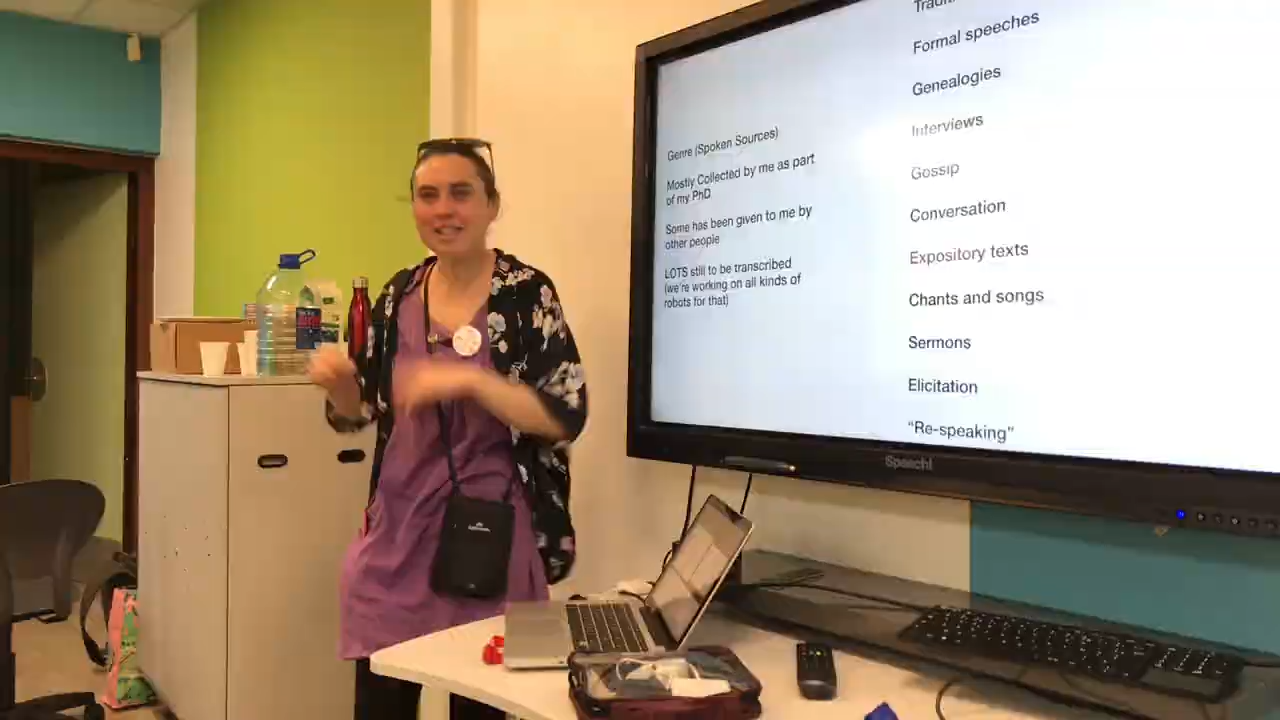 Genre (Spoken Sources)
Mostly Collected by me as part
of my PhD
Some has been given to me by
other people
LOTS still to be transcribed
(we're working on all kinds of
robots for that)
Formal speeches
Genealogies
Interviews
Gossip
Conversation
Expository texts
Chants and songs
Sermons
Elicitation
“Re-speaking”
Speechi